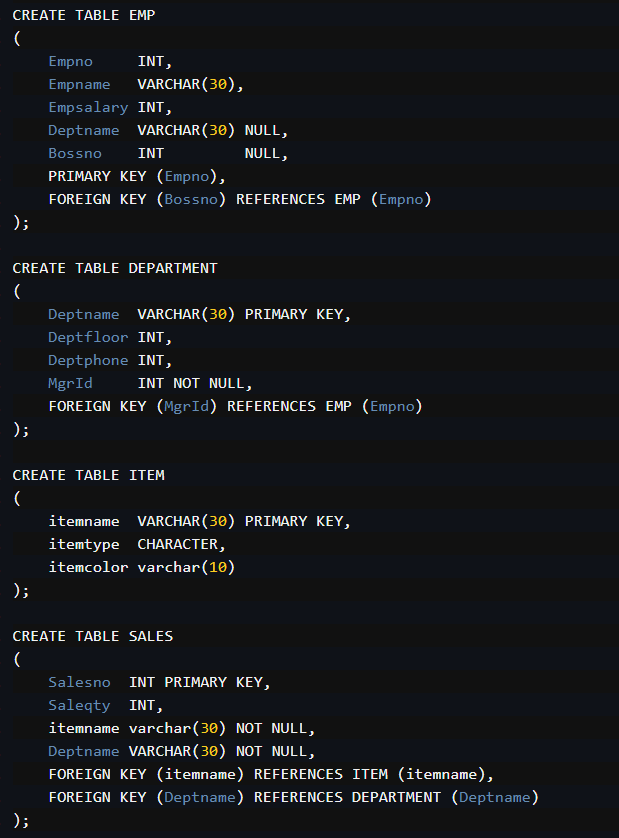 CREATE TABLE EMP
(
    Empno     INT,
    Empname   VARCHAR(30),
    Empsalary INT,
    Deptname  VARCHAR(30) NULL,
    Bossno    INT         NULL,
    PRIMARY KEY (Empno),
    FOREIGN KEY (Bossno) REFERENCES EMP (Empno)
);
CREATE TABLE DEPARTMENT
(
    Deptname  VARCHAR(30) PRIMARY KEY,
    Deptfloor INT,
    Deptphone INT,
    MgrId     INT NOT NULL,
    FOREIGN KEY (MgrId) REFERENCES EMP (Empno)
);
CREATE TABLE ITEM
(
    itemname  VARCHAR(30) PRIMARY KEY,
    itemtype  CHARACTER,
    itemcolor varchar(10)
);
CREATE TABLE SALES
(
    Salesno  INT PRIMARY KEY,
    Saleqty  INT,
    itemname varchar(30) NOT NULL,
    Deptname VARCHAR(30) NOT NULL,
    FOREIGN KEY (itemname) REFERENCES ITEM (itemname),
    FOREIGN KEY (Deptname) REFERENCES DEPARTMENT (Deptname)
);